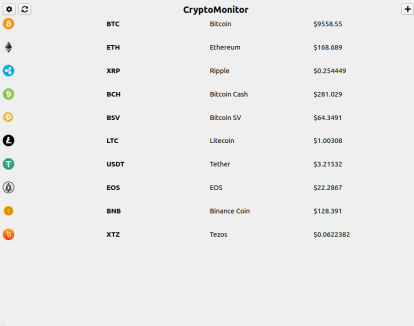 CryptoMonitor
BTC Bitcoin $9558.55
ETH Ethereum $168.689
XRP Ripple $0.254449
BCH Bitcoin Cash $281.029
BSV Bitcoin SV $64.3491
LTC Litecoin $1.00308
USDT Tether $3.21532
EOS EOS $22.2867
BNB Binance Coin $128.391
XTZ Tezos $0.0622382